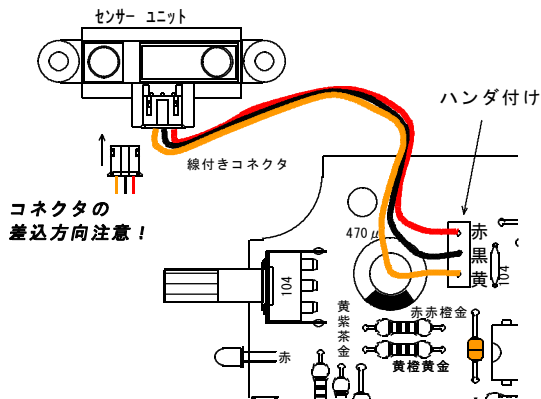 センサー ユニット
ハンダ付け
線付きコネクタ
コネクタの
差込方向注意！
470μ
赤
黒
黄
104
104
黄紫茶金
赤赤橙金
黄橙黄金
赤